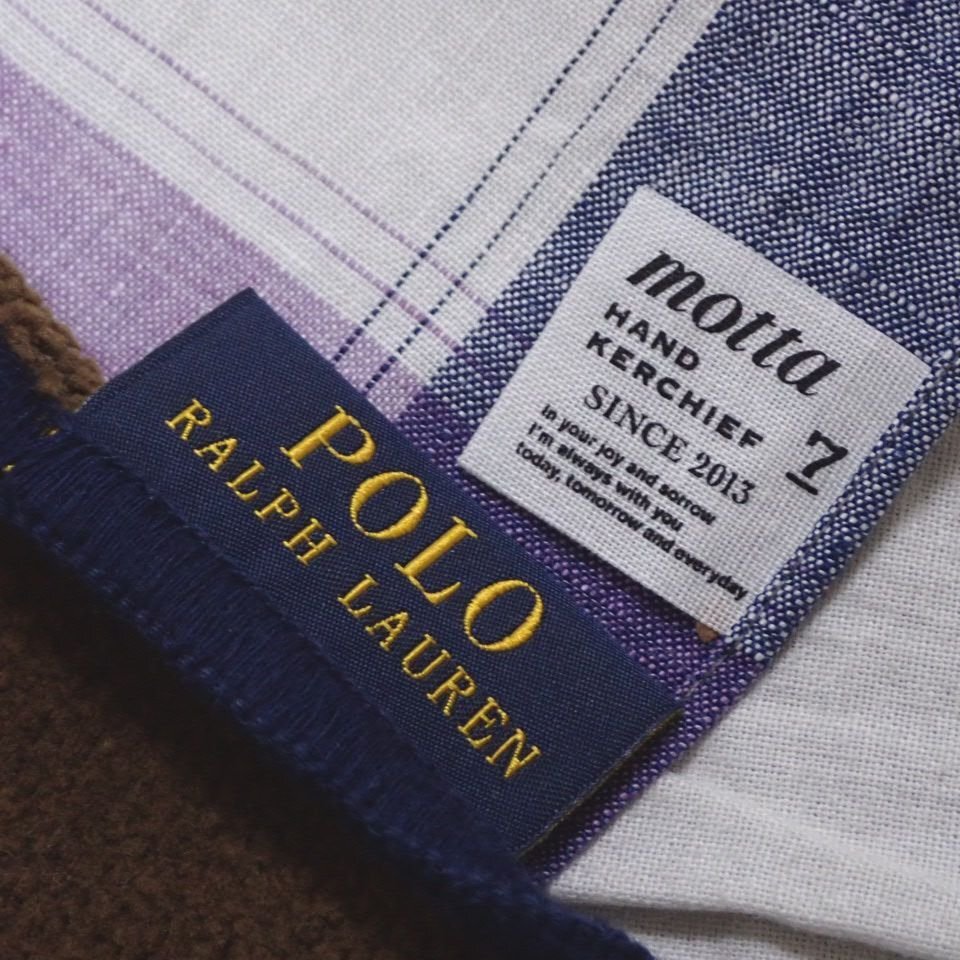 motta
HAND
KERCHIEF
SINCE 2013
7
In your joy and sorrow
I'm always with you
today, tomorrow and everyday
POLO
RALPH LAUREN